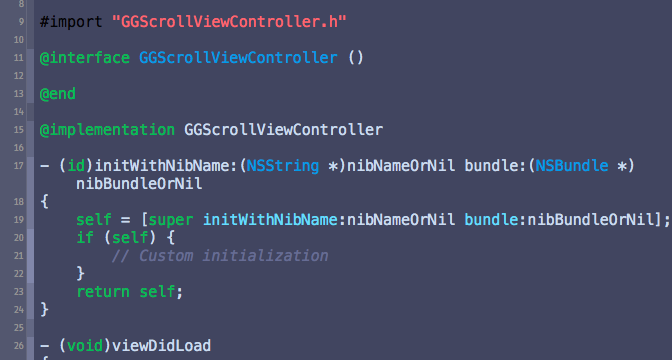 8
9 #import "GGScrollViewController.h"
10
11 @interface GGScrollViewController ()
12
13 @end
14
15 @implementation GGScrollViewController
16
17 - (id)initWithNibName:(NSString *)nibNameOrNil bundle:(NSBundle *)
nibBundleOrNil
18 {
19 self = [super initWithNibName:nibNameOrNil bundle:nibBundleOrNil];
20 if (self) {
21 // Custom initialization
22 }
23 return self;
24 }
25
26 - (void)viewDidLoad